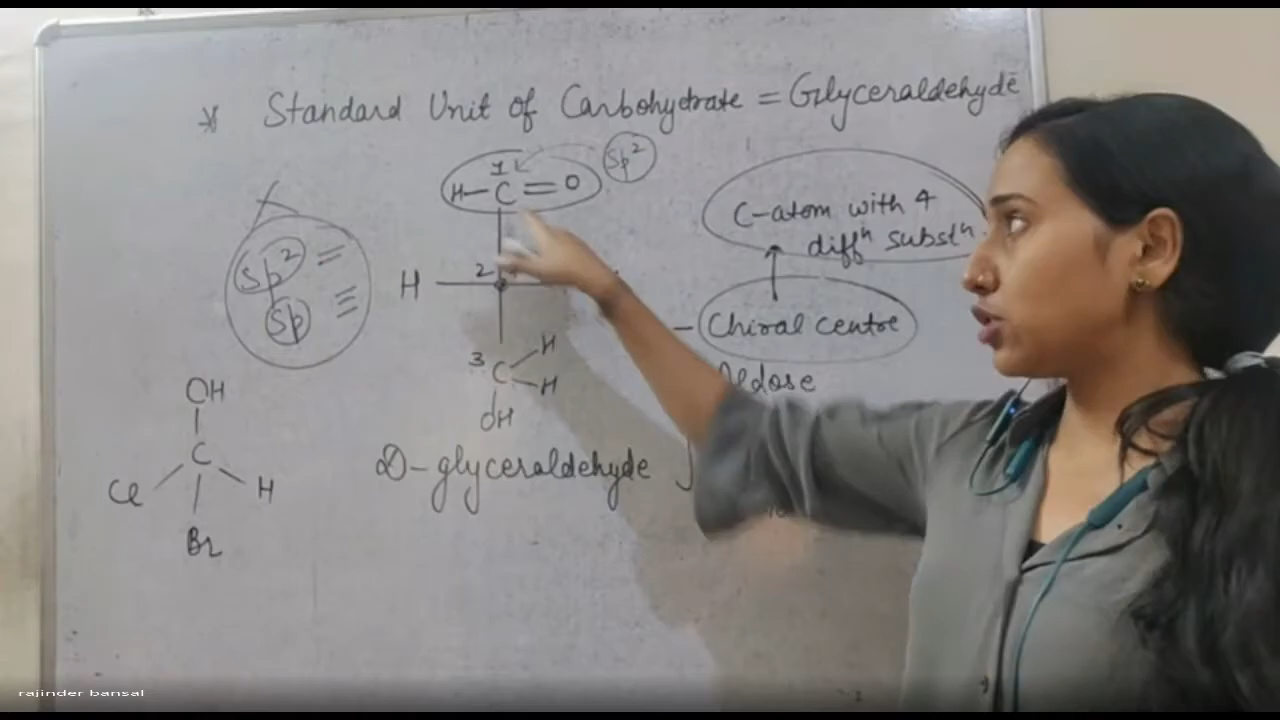 * Standard Unit of Carbohydrate = Glyceraldehyde
1
H-C=O
Sp²
C-atom with 4
diffⁿ substⁿ
Sp² =
Sp ≡
H
2
- Chiral centre
3
C
H
H
OH
Aldose
OH
C
Cl
H
Br
D-glyceraldehyde
rajinder bansal